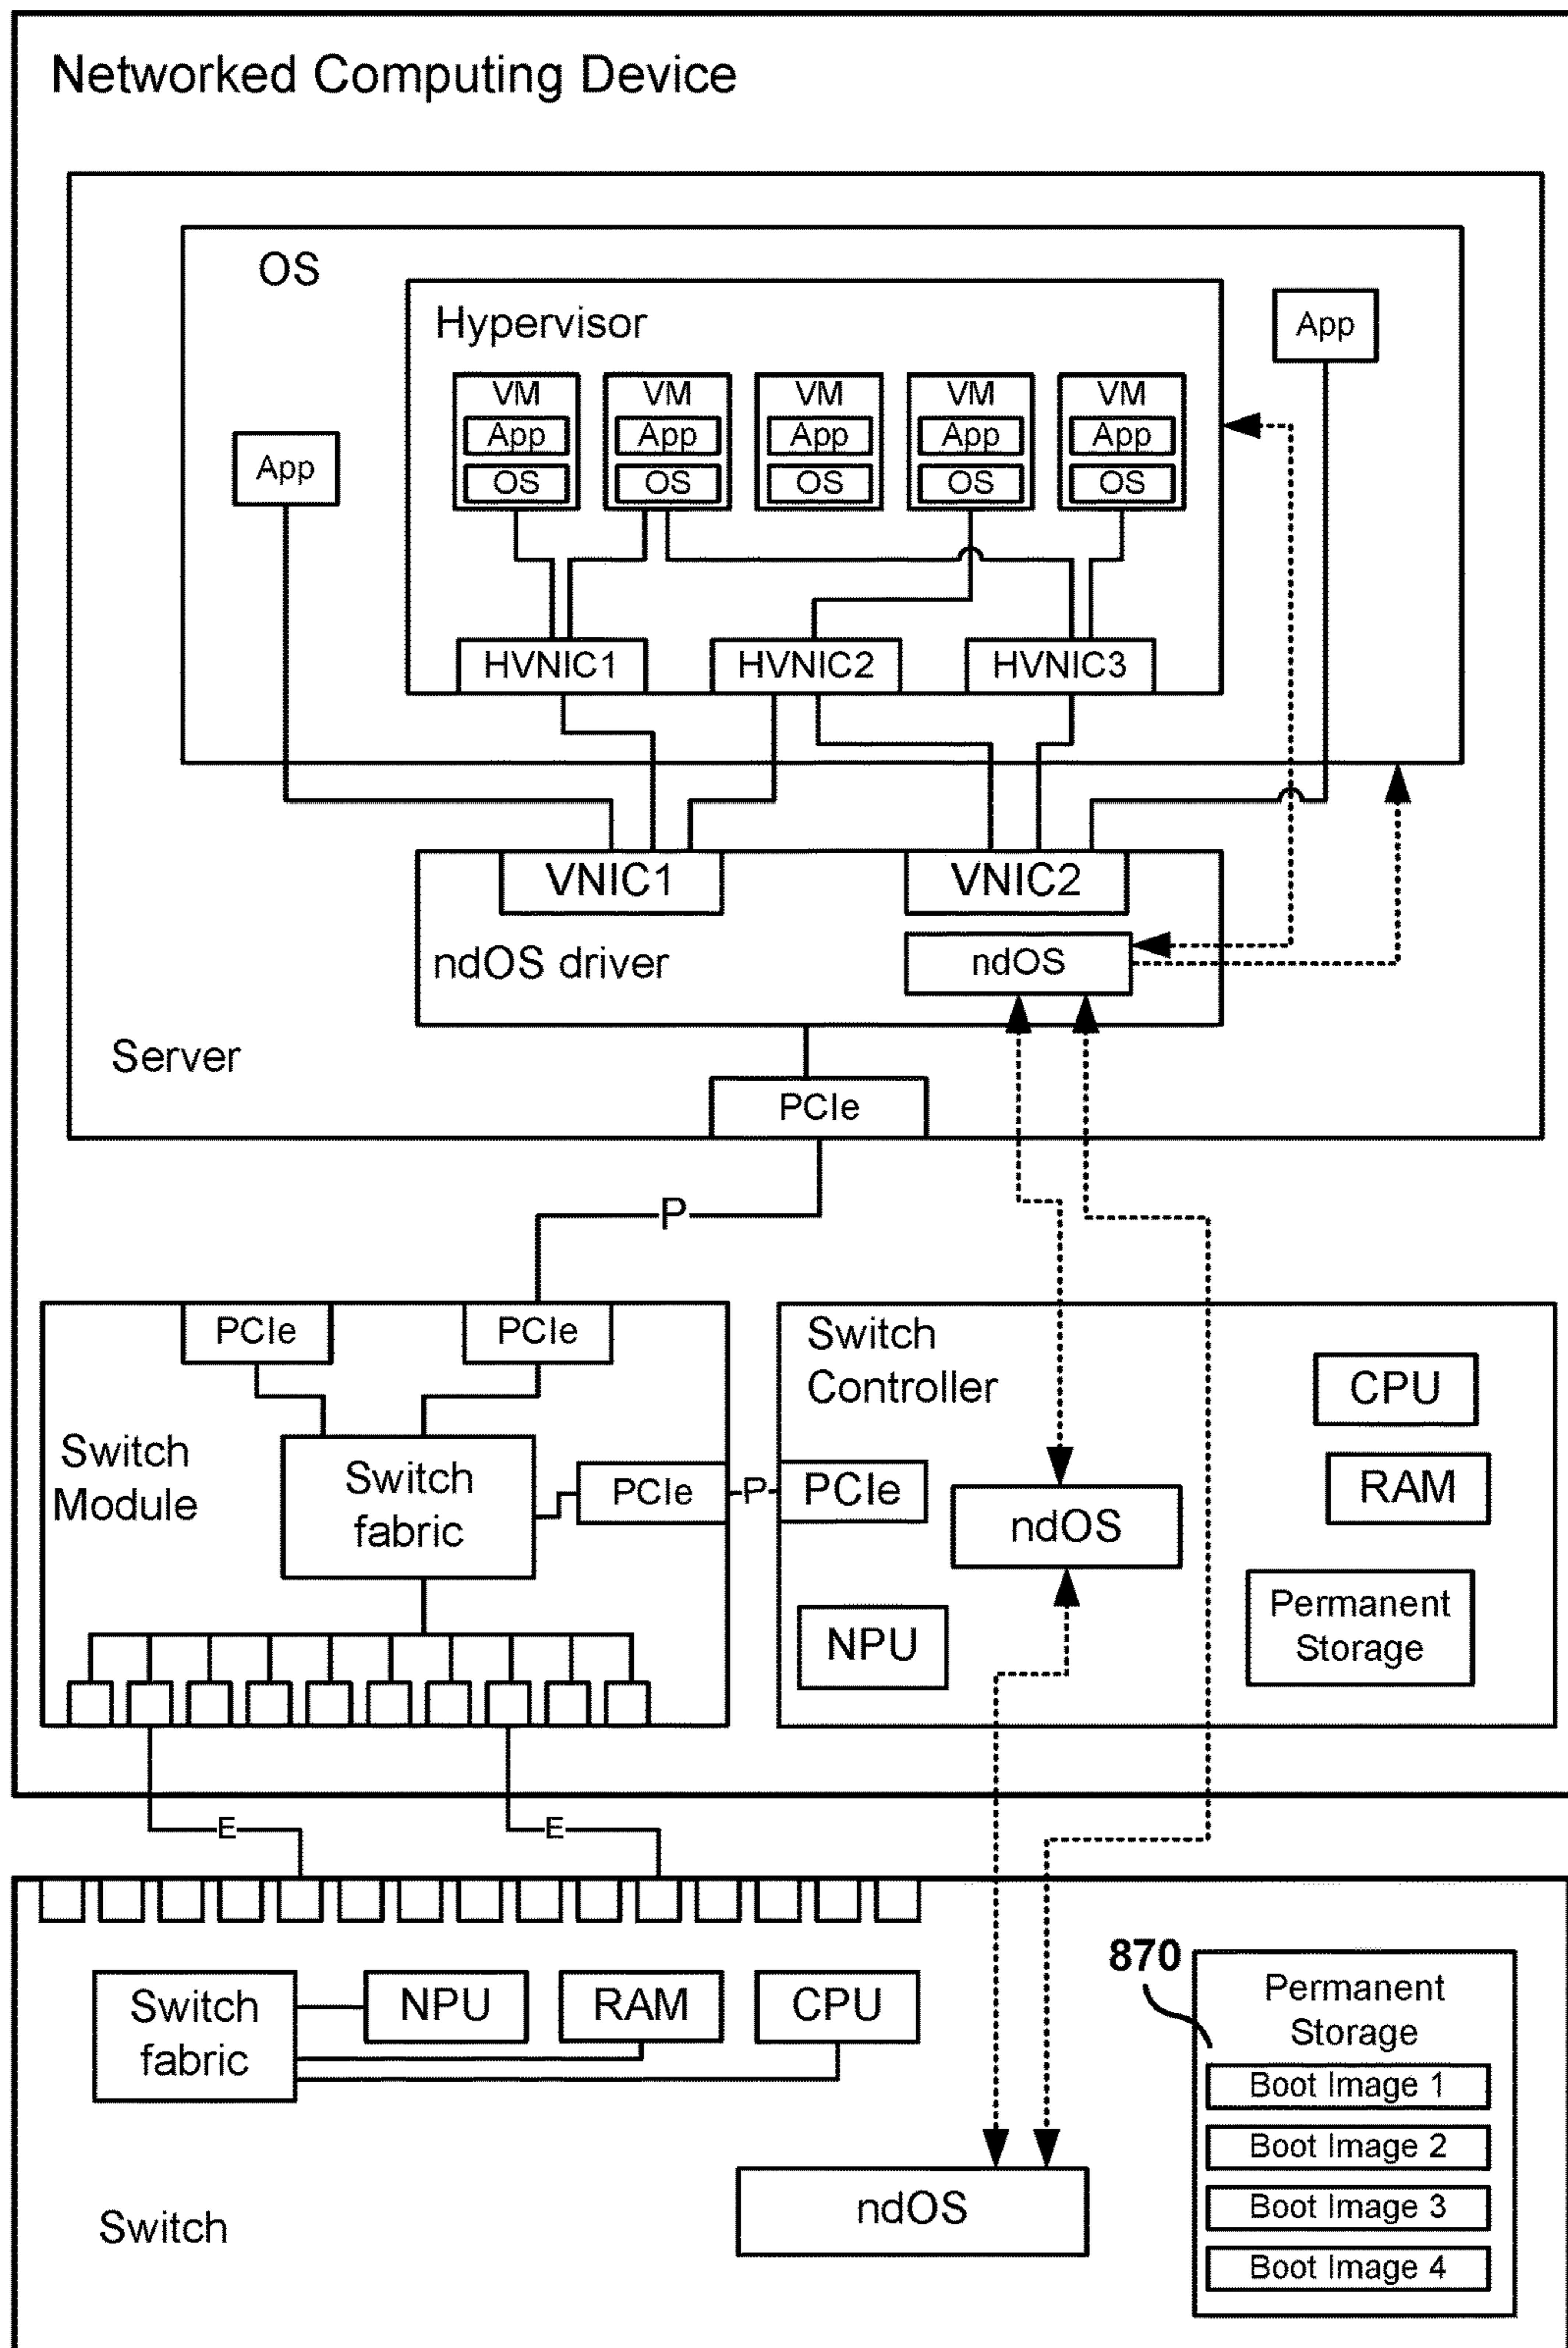 Networked Computing Device
OS
Hypervisor
App
VM
VM
VM
VM
VM
App
App
App
App
App
App
OS
OS
OS
OS
OS
HVNIC1
HVNIC2
HVNIC3
VNIC1
VNIC2
ndOS driver
ndOS
Server
PCIe
P
PCIe
PCIe
Switch
Controller
CPU
Switch
Module
Switch
fabric
PCIe
P
PCIe
RAM
ndOS
NPU
Permanent
Storage
E
E
870
Permanent
Storage
Switch
fabric
NPU
RAM
CPU
Boot Image 1
Boot Image 2
Boot Image 3
Boot Image 4
ndOS
Switch